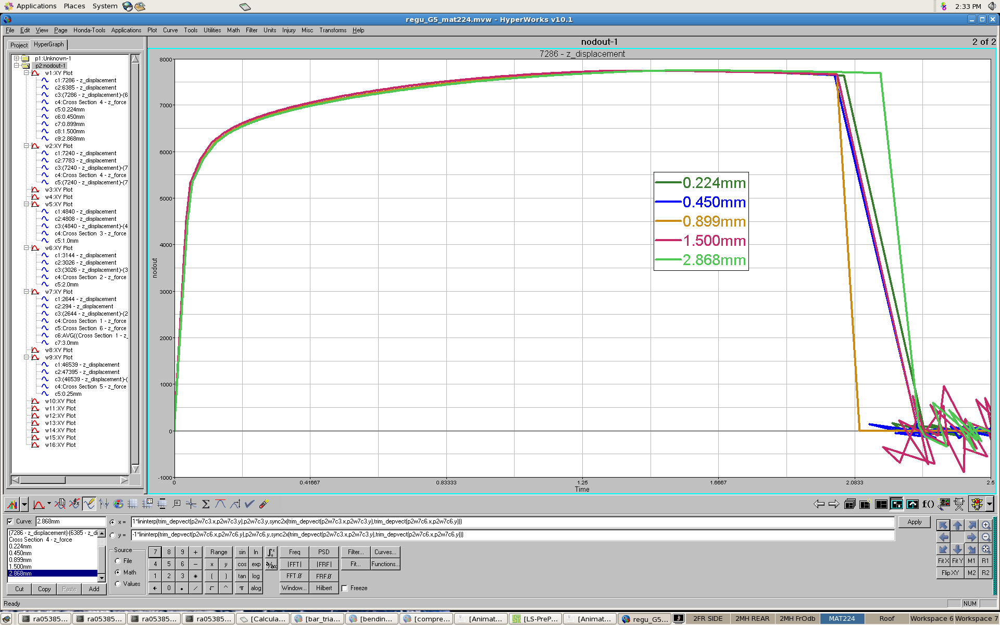 Applications Places System 2:33 PM
regu_G5_mat224.mvw - HyperWorks v10.1
File Edit View Page Honda-Tools Applications Plot Curve Tools Utilities Math Filter Units Injury Misc Transforms Help
Project HyperGraph
nodout-1 2 of 2
7286 - z_displacement
p1:Unknown-1
p2:nodout-1
w1:XY Plot
c1:7286 - z_displacement
c2:6385 - z_displacement
c3:(7286 - z_displacement)-(6
c4:Cross Section 4 - z_force
c5:0.224mm
c6:0.450mm
c7:0.899mm
c8:1.500mm
c9:2.868mm
w2:XY Plot
c1:7240 - z_displacement
c2:7783 - z_displacement
c3:(7240 - z_displacement)-(7
c4:Cross Section 4 - z_force
c5:(7240 - z_displacement)-(7
w3:XY Plot
w4:XY Plot
w5:XY Plot
c1:4840 - z_displacement
c2:4808 - z_displacement
c3:(4840 - z_displacement)-(4
c4:Cross Section 3 - z_force
c5:1.0mm
w6:XY Plot
c1:3144 - z_displacement
c2:3026 - z_displacement
c3:(3026 - z_displacement)-(3
c4:Cross Section 2 - z_force
c5:2.0mm
w7:XY Plot
c1:2644 - z_displacement
c2:294 - z_displacement
c3:(2644 - z_displacement)-(2
c4:Cross Section 1 - z_force
c5:Cross Section 6 - z_force
c6:AVG((Cross Section 1 - z_
c7:3.0mm
w8:XY Plot
w9:XY Plot
c1:46539 - z_displacement
c2:47395 - z_displacement
c3:(46539 - z_displacement)-(
c4:Cross Section 5 - z_force
c5:0.25mm
w10:XY Plot
w11:XY Plot
w12:XY Plot
w13:XY Plot
w14:XY Plot
w15:XY Plot
w16:XY Plot
8000
7000
6000
5000
4000
3000
2000
1000
0
-1000
nodout
0.224mm
0.450mm
0.899mm
1.500mm
2.868mm
0 0.41667 0.83333 1.25 1.6667 2.0833 2.5
Time
f()
Curve: 2.868mm
x = 1*lininterp(trim_depvect(p2w7c3.x,p2w7c3.y),p2w7c3.y,sync2x(trim_depvect(p2w7c3.x,p2w7c3.y),trim_depvect(p2w7c6.x,p2w7c6.y)))
y = -1*lininterp(trim_depvect(p2w7c6.x,p2w7c6.y),p2w7c6.y,sync2x(trim_depvect(p2w7c3.x,p2w7c3.y),trim_depvect(p2w7c6.x,p2w7c6.y)))
Apply
(7286 - z_displacement)-(6385 - z_di
Cross Section 4 - z_force
0.224mm
0.450mm
0.899mm
1.500mm
2.868mm
Cut Copy Paste Add
Source
File
Math
Values
7 8 9 + Range sin ln Freq PSD Filter... Curves...
4 5 6 – x y cos exp |FFT| |FRF| Fit... Functions...
1 2 3 * ( ) tan log FFT Ø FRF Ø
0 . / √ ^ π alog Window... Hilbert Freeze
Fit X Fit Y M1 R1
Flip XY M2 R2
Ready NUM
ra05385... ra05385... ra05385... ra05385... [Calcula... [bar_tria... [bendin... [compre... [Animat... [LS-PreP... [Animat... regu_G5... 2FR SIDE 2MH REAR 2MH FrOdb MAT224 Roof Workspace 6 Workspace 7